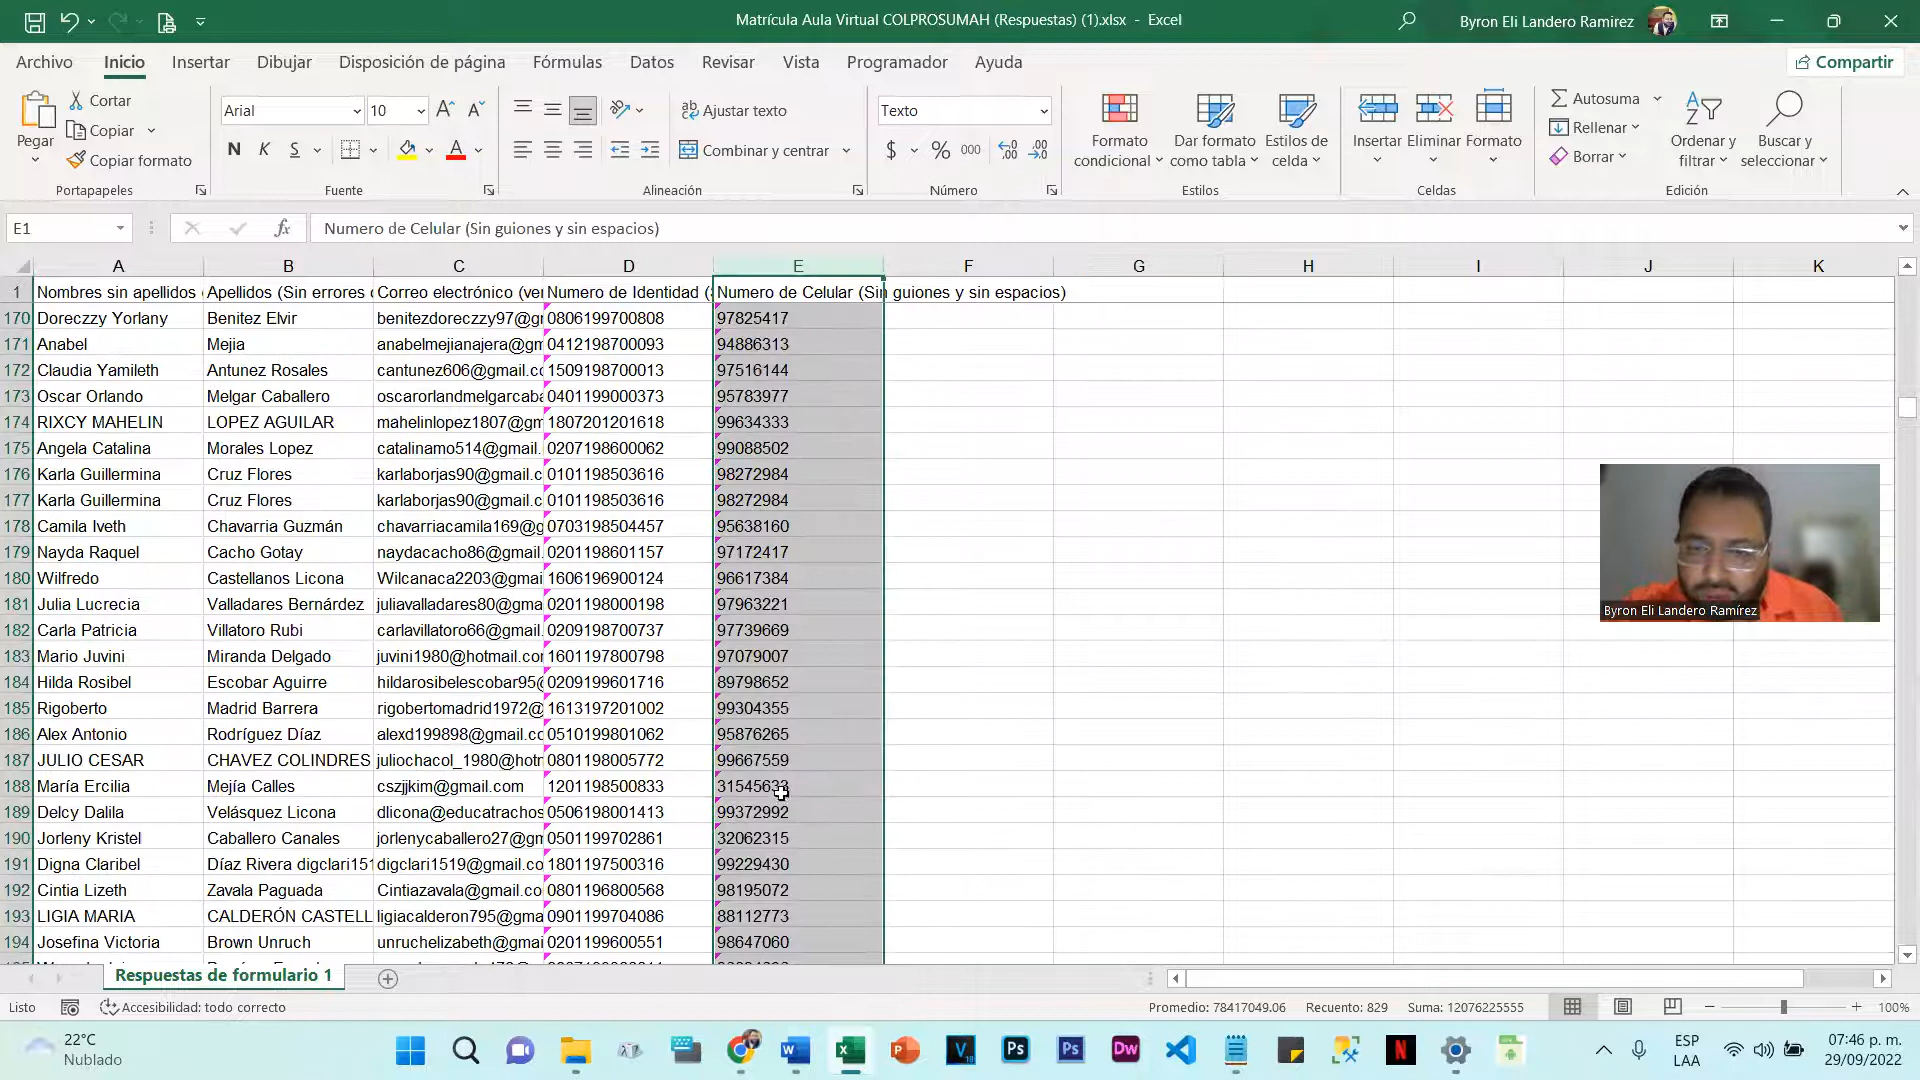 Matrícula Aula Virtual COLPROSUMAH (Respuestas) (1).xlsx - Excel
Byron Eli Landero Ramirez
Archivo Inicio Insertar Dibujar Disposición de página Fórmulas Datos Revisar Vista Programador Ayuda
Compartir
Pegar
Cortar
Copiar
Copiar formato
Portapapeles
Arial 10
N K S
Fuente
Ajustar texto
Combinar y centrar
Alineación
Texto
$ % 000
Número
Formato condicional
Dar formato como tabla
Estilos de celda
Estilos
Insertar Eliminar Formato
Celdas
Autosuma
Rellenar
Borrar
Ordenar y filtrar
Buscar y seleccionar
Edición
E1
fx
Numero de Celular (Sin guiones y sin espacios)
A B C D E F G H I J K
1 Nombres sin apellidos Apellidos (Sin errores Correo electrónico (ver Numero de Identidad ( Numero de Celular (Sin guiones y sin espacios)
170 Doreczzy Yorlany Benitez Elvir benitezdoreczzy97@g 0806199700808 97825417
171 Anabel Mejia anabelmejianajera@gm 0412198700093 94886313
172 Claudia Yamileth Antunez Rosales cantunez606@gmail.co 1509198700013 97516144
173 Oscar Orlando Melgar Caballero oscarorlandmelgarcaba 0401199000373 95783977
174 RIXCY MAHELIN LOPEZ AGUILAR mahelinlopez1807@gm 1807201201618 99634333
175 Angela Catalina Morales Lopez catalinamo514@gmail. 0207198600062 99088502
176 Karla Guillermina Cruz Flores karlaborjas90@gmail.c 0101198503616 98272984
177 Karla Guillermina Cruz Flores karlaborjas90@gmail.c 0101198503616 98272984
178 Camila Iveth Chavarria Guzmán chavarriacamila169@g 0703198504457 95638160
179 Nayda Raquel Cacho Gotay naydacacho86@gmail. 0201198601157 97172417
180 Wilfredo Castellanos Licona Wilcanaca2203@gmai 1606196900124 96617384
181 Julia Lucrecia Valladares Bernárdez juliavalladares80@gma 0201198000198 97963221
182 Carla Patricia Villatoro Rubi carlavillatoro66@gmail. 0209198700737 97739669
183 Mario Juvini Miranda Delgado juvini1980@hotmail.co 1601197800798 97079007
184 Hilda Rosibel Escobar Aguirre hildarosibelescobar95@ 0209199601716 89798652
185 Rigoberto Madrid Barrera rigobertomadrid1972@ 1613197201002 99304355
186 Alex Antonio Rodríguez Díaz alexd199898@gmail.co 0510199801062 95876265
187 JULIO CESAR CHAVEZ COLINDRES juliochacol_1980@hotm 0801198005772 99667559
188 María Ercilia Mejía Calles cszjjkim@gmail.com 1201198500833
189 Delcy Dalila Velásquez Licona dlicona@educatrachos 0506198001413 99372992
190 Jorleny Kristel Caballero Canales jorlenycaballero27@gm 0501199702861 32062315
191 Digna Claribel Díaz Rivera digclari151 digclari1519@gmail.co 1801197500316 99229430
192 Cintia Lizeth Zavala Paguada Cintiazavala@gmail.co 0801196800568 98195072
193 LIGIA MARIA CALDERÓN CASTELL ligiacalderon795@gma 0901199704086 88112773
194 Josefina Victoria Brown Unruch unruchelizabeth@gmai 0201199600551 98647060
Byron Eli Landero Ramírez
Respuestas de formulario 1
Listo
Accesibilidad: todo correcto
Promedio: 78417049.06 Recuento: 829 Suma: 12076225555
100%
22°C
Nublado
ESP
LAA
07:46 p. m.
29/09/2022